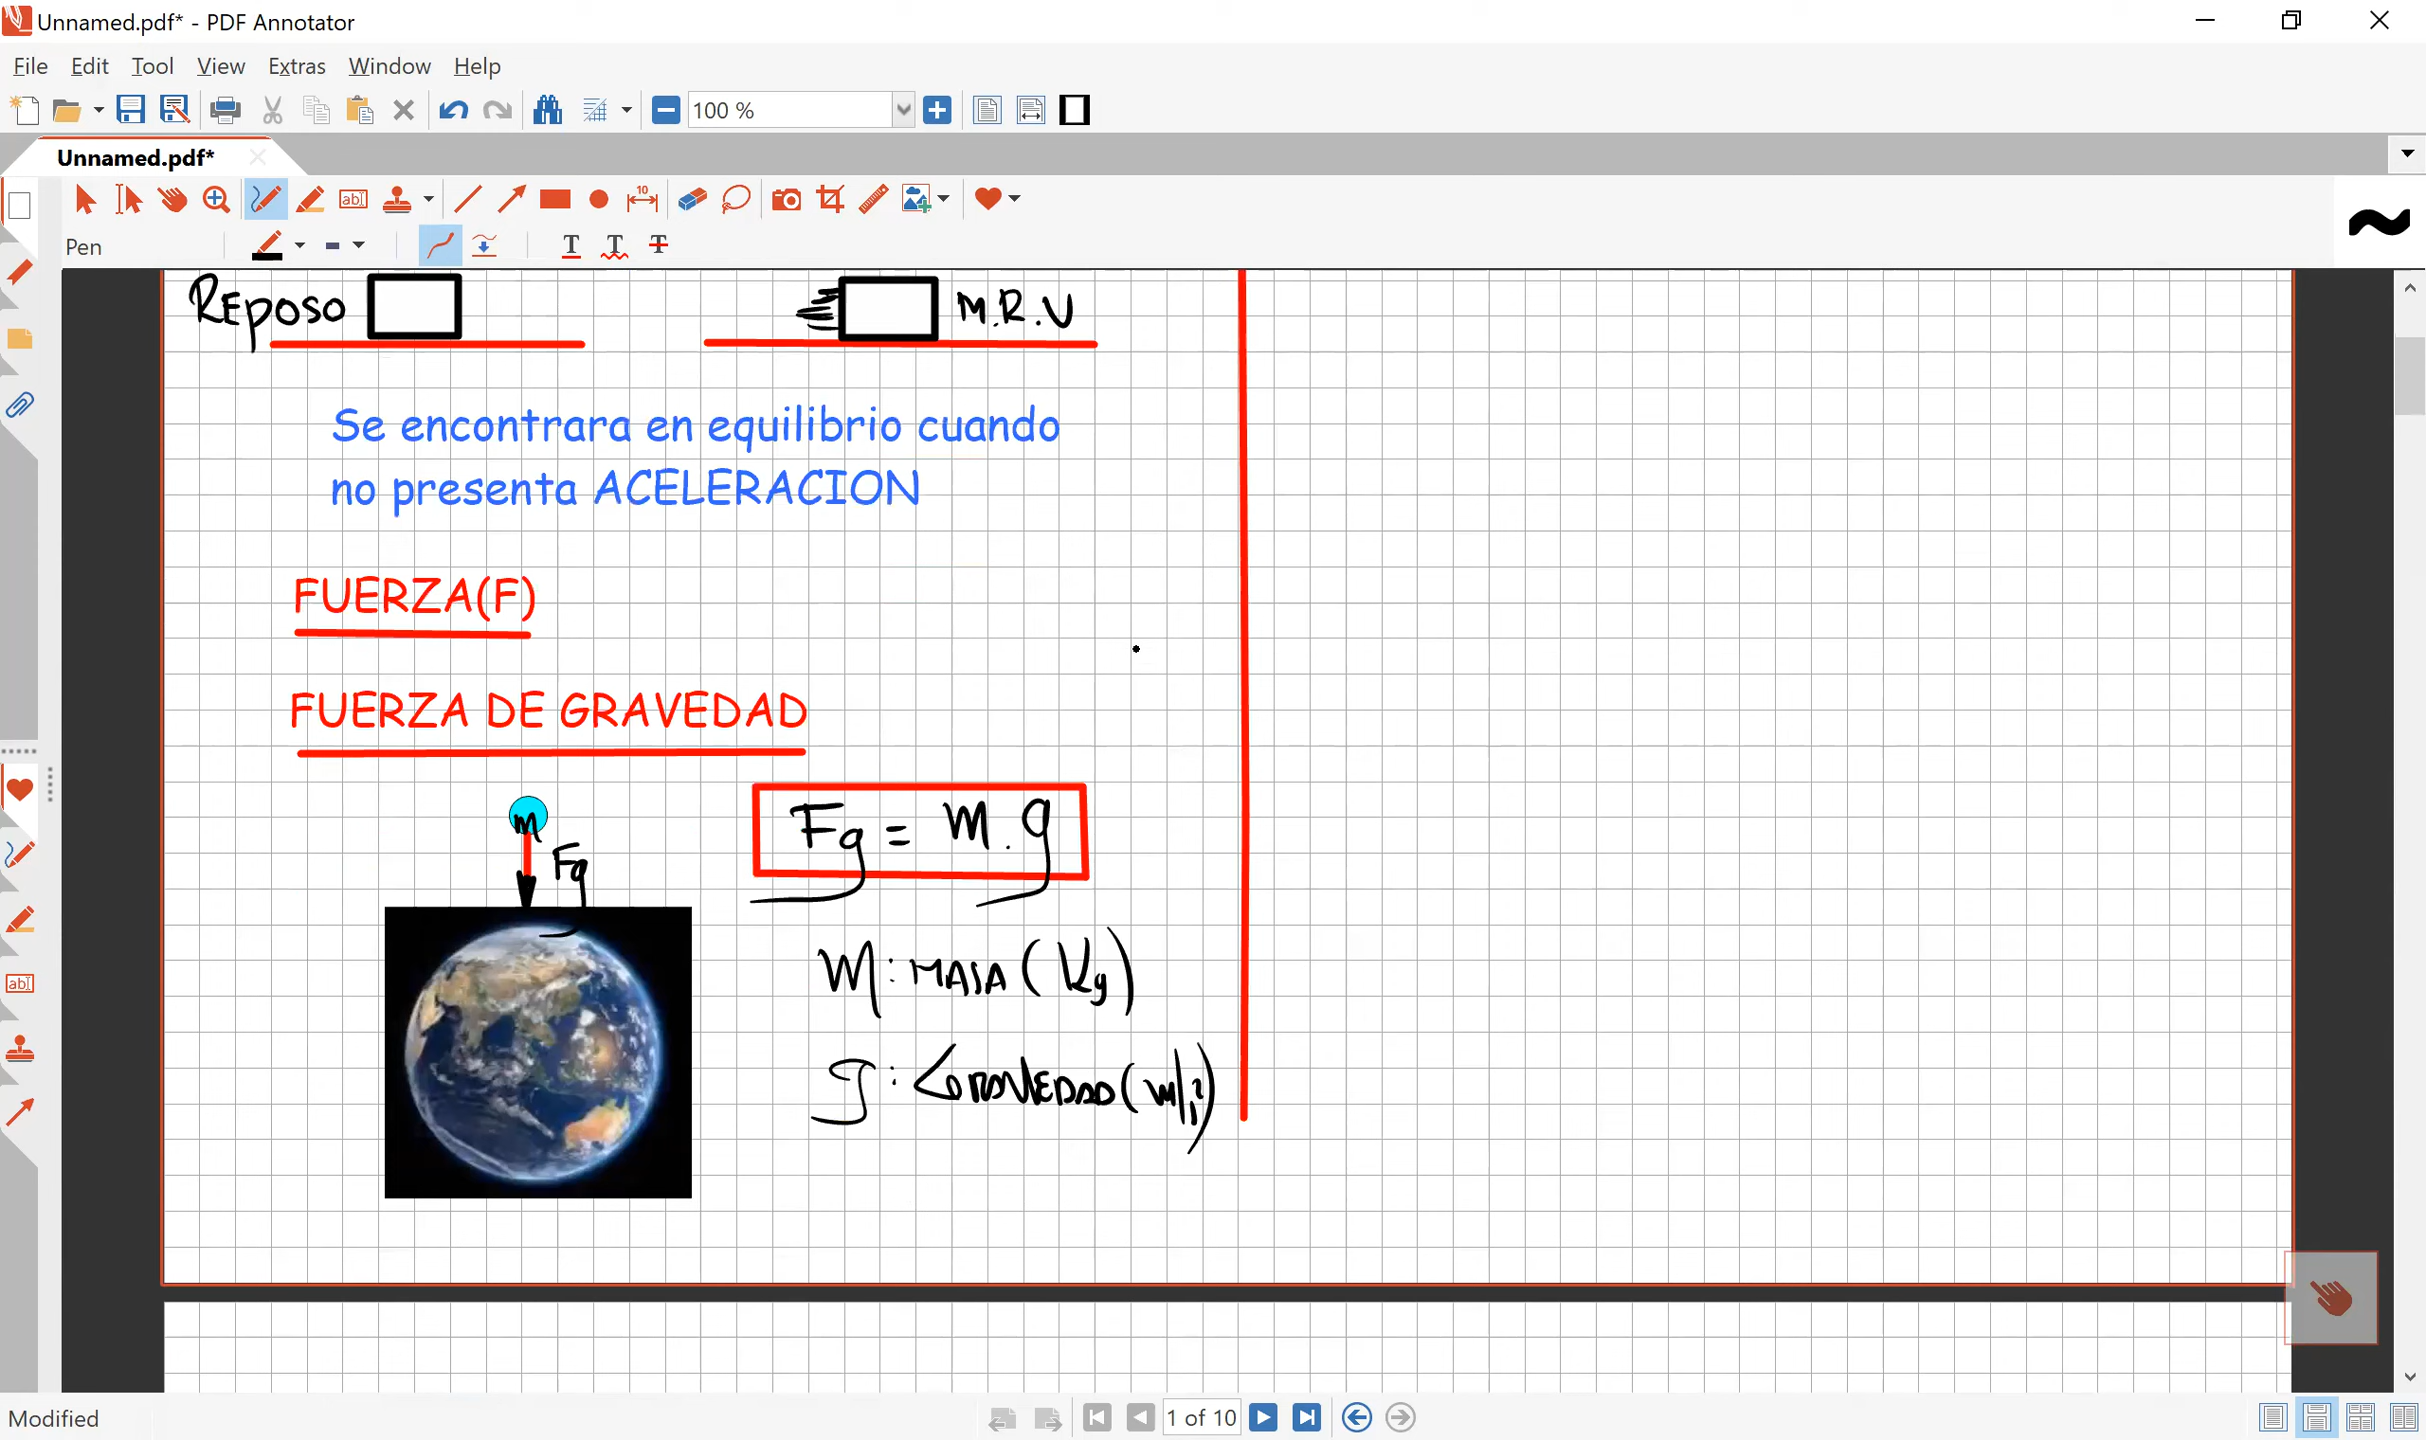 Unnamed.pdf* - PDF Annotator
File Edit Tool View Extras Window Help
100 %
Unnamed.pdf*
Pen
REPOSO
M.R.U
Se encontrara en equilibrio cuando
no presenta ACELERACION
FUERZA(F)
FUERZA DE GRAVEDAD
m
Fg
Fg = m.g
m: MASA (Kg)
g: GRAVEDAD (m/s²)
Modified
1 of 10